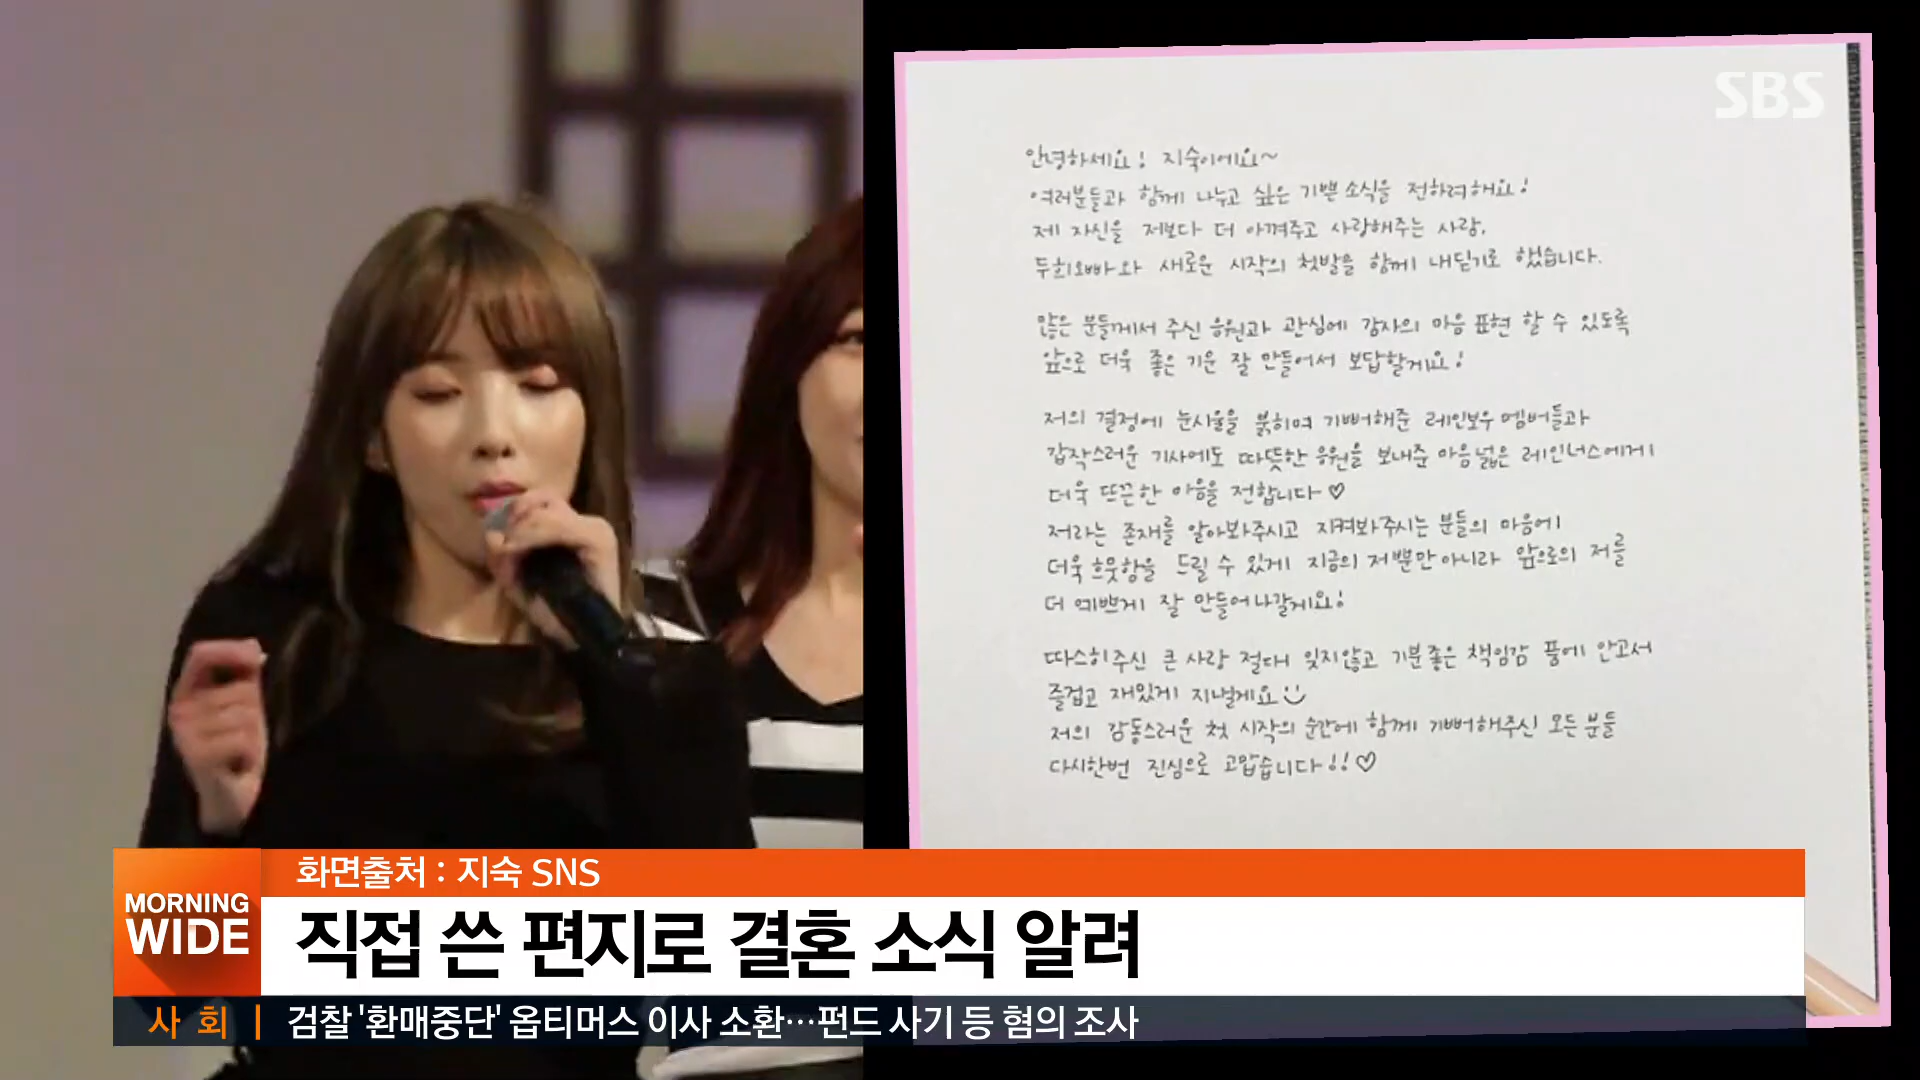 SBS
안녕하세요! 지숙이에요~
여러분들과 함께 나누고 싶은 기쁜 소식을 전하려해요!
제 자신을 저보다 더 아껴주고 사랑해주는 사람,
두희오빠와 새로운 시작의 첫발을 함께 내딛기로 했습니다.
많은 분들께서 주신 응원과 관심에 감사의 마음 표현 할 수 있도록
앞으로 더욱 좋은 기운 잘 만들어서 보답할게요!
저의 결정에 눈시울을 붉히며 기뻐해준 레인보우 멤버들과
갑작스러운 기사에도 따뜻한 응원을 보내준 마음넓은 레인너스에게
더욱 뜨끈한 마음을 전합니다♡
저라는 존재를 알아봐주시고 지켜봐주시는 분들의 마음에
더욱 흐뭇함을 드릴 수 있게 지금의 저뿐만아니라 앞으로의 저를
더 예쁘게 잘 만들어나갈게요!
따스히주신 큰 사랑 절대 잊지않고 기분좋은 책임감 품에 안고서
즐겁고 재밌게 지낼게요
저의 감동스러운 첫 시작의 순간에 함께 기뻐해주신 모든 분들
다시한번 진심으로 고맙습니다!!♡
화면출처 : 지숙 SNS
MORNING
WIDE
직접 쓴 편지로 결혼 소식 알려
사 회 | 검찰 '환매중단' 옵티머스 이사 소환…펀드 사기 등 혐의 조사